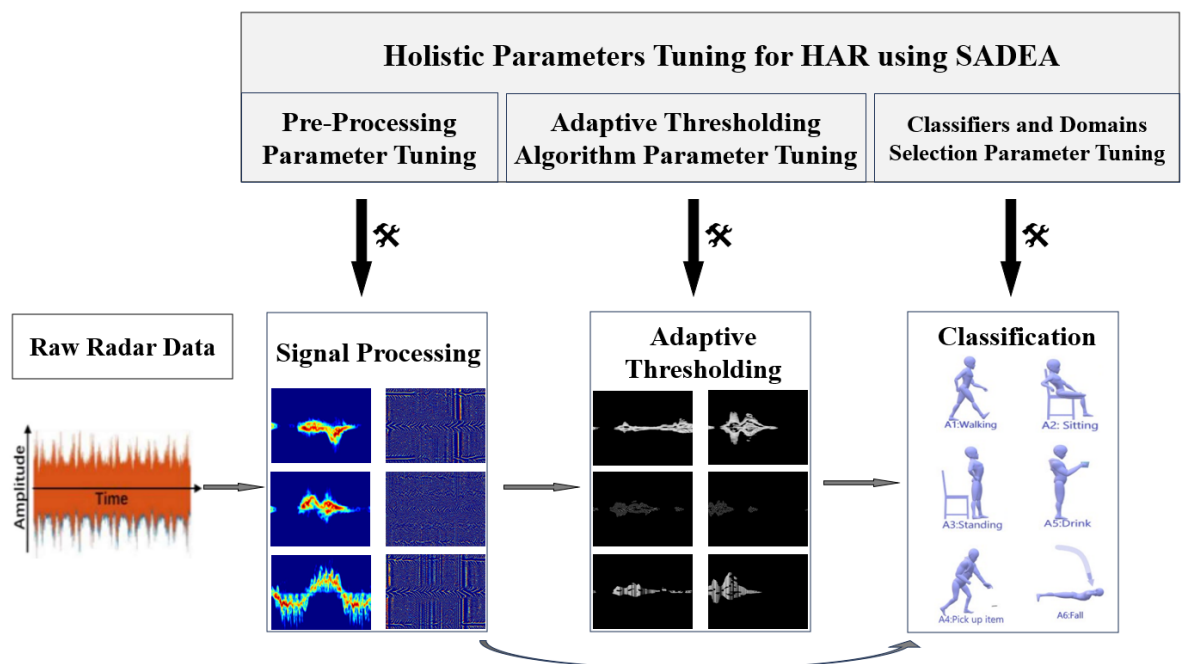 Holistic Parameters Tuning for HAR using SADEA
Pre-Processing
Parameter Tuning
Adaptive Thresholding
Algorithm Parameter Tuning
Classifiers and Domains
Selection Parameter Tuning
Raw Radar Data
Amplitude
Time
Signal Processing
Adaptive
Thresholding
Classification
A1:Walking
A2: Sitting
A3:Standing
A5:Drink
A4:Pick up item
A6:Fall